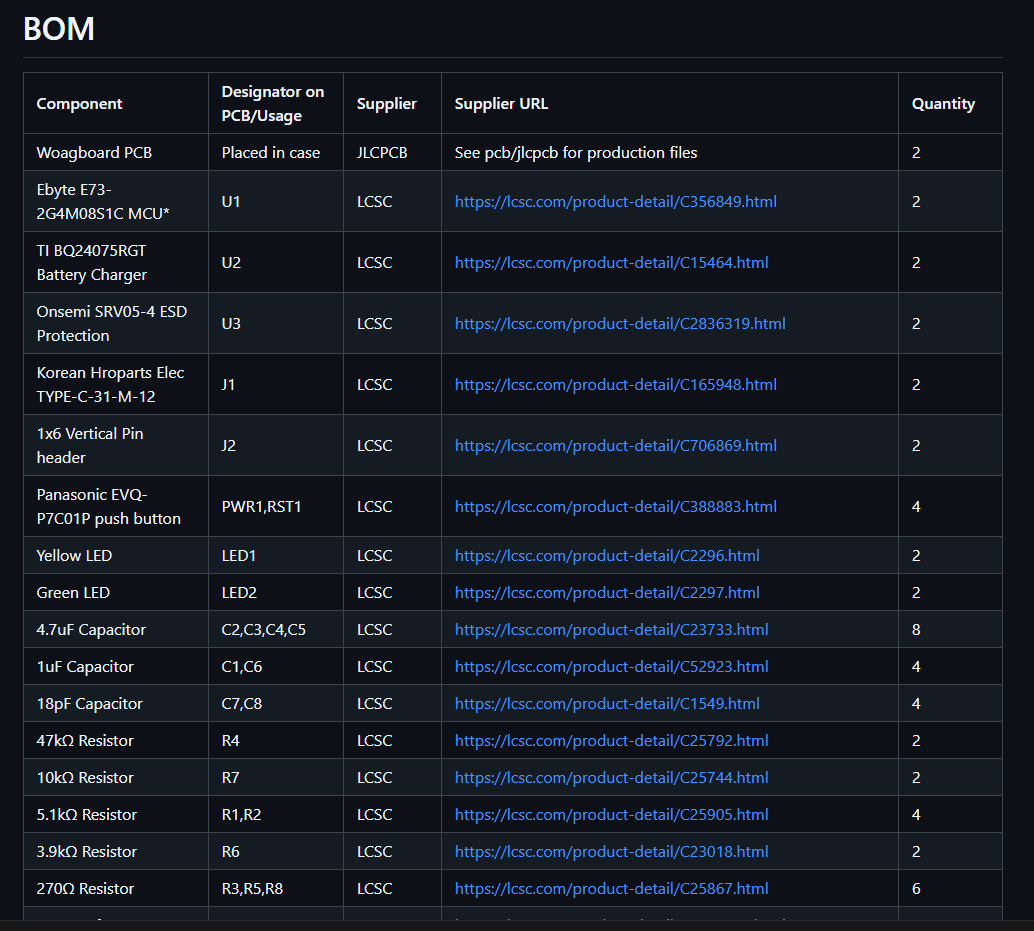 BOM
Component Designator on PCB/Usage Supplier Supplier URL Quantity
Woagboard PCB Placed in case JLCPCB See pcb/jlcpcb for production files 2
Ebyte E73-2G4M08S1C MCU* U1 LCSC https://lcsc.com/product-detail/C356849.html 2
TI BQ24075RGT Battery Charger U2 LCSC https://lcsc.com/product-detail/C15464.html 2
Onsemi SRV05-4 ESD Protection U3 LCSC https://lcsc.com/product-detail/C2836319.html 2
Korean Hroparts Elec TYPE-C-31-M-12 J1 LCSC https://lcsc.com/product-detail/C165948.html 2
1x6 Vertical Pin header J2 LCSC https://lcsc.com/product-detail/C706869.html 2
Panasonic EVQ-P7C01P push button PWR1,RST1 LCSC https://lcsc.com/product-detail/C388883.html 4
Yellow LED LED1 LCSC https://lcsc.com/product-detail/C2296.html 2
Green LED LED2 LCSC https://lcsc.com/product-detail/C2297.html 2
4.7uF Capacitor C2,C3,C4,C5 LCSC https://lcsc.com/product-detail/C23733.html 8
1uF Capacitor C1,C6 LCSC https://lcsc.com/product-detail/C52923.html 4
18pF Capacitor C7,C8 LCSC https://lcsc.com/product-detail/C1549.html 4
47kΩ Resistor R4 LCSC https://lcsc.com/product-detail/C25792.html 2
10kΩ Resistor R7 LCSC https://lcsc.com/product-detail/C25744.html 2
5.1kΩ Resistor R1,R2 LCSC https://lcsc.com/product-detail/C25905.html 4
3.9kΩ Resistor R6 LCSC https://lcsc.com/product-detail/C23018.html 2
270Ω Resistor R3,R5,R8 LCSC https://lcsc.com/product-detail/C25867.html 6